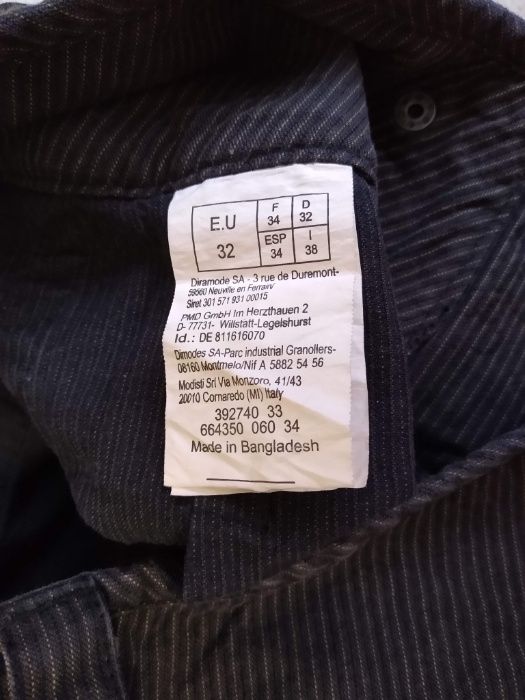 E.U
32
F
34
D
32
ESP
34
I
38
Diramode SA - 3 rue de Duremont-
59560 Neuville en Ferrain/
Siret 301 571 931 00015
PMD GmbH Im Herzthauen 2
D- 77731- Willstatt-Legelshurst
Id.: DE 811616070
Dimodes SA-Parc industrial Granollers-
08160 Montmelo/Nif A 5882 54 56
Modisti Srl Via Monzoro, 41/43
20010 Cornaredo (MI) Italy
392740 33
664350 060 34
Made in Bangladesh